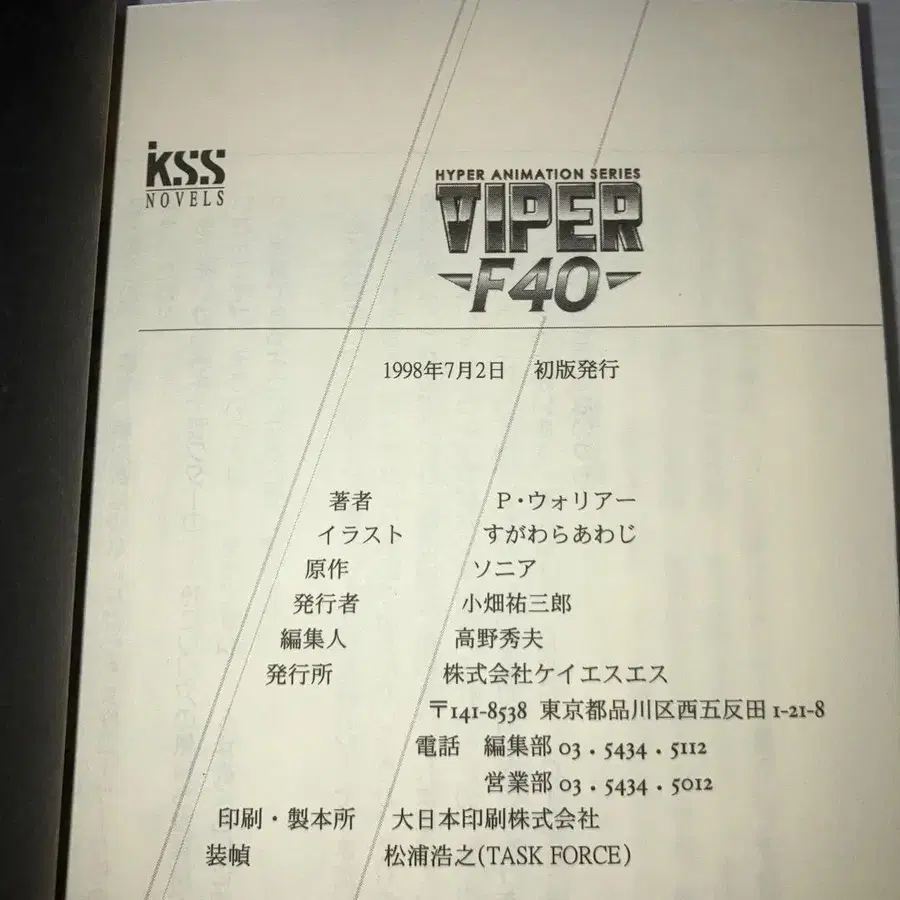 KSS
NOVELS
HYPER ANIMATION SERIES
VIPER
F40
1998年7月2日 初版発行
著者 P・ウォリアー
イラスト すがわらあわじ
原作 ソニア
発行者 小畑祐三郎
編集人 高野秀夫
発行所 株式会社ケイエスエス
〒141-8538 東京都品川区西五反田1-21-8
電話 編集部 03．5434．5112
営業部 03．5434．5012
印刷・製本所 大日本印刷株式会社
装幀 松浦浩之(TASK FORCE)